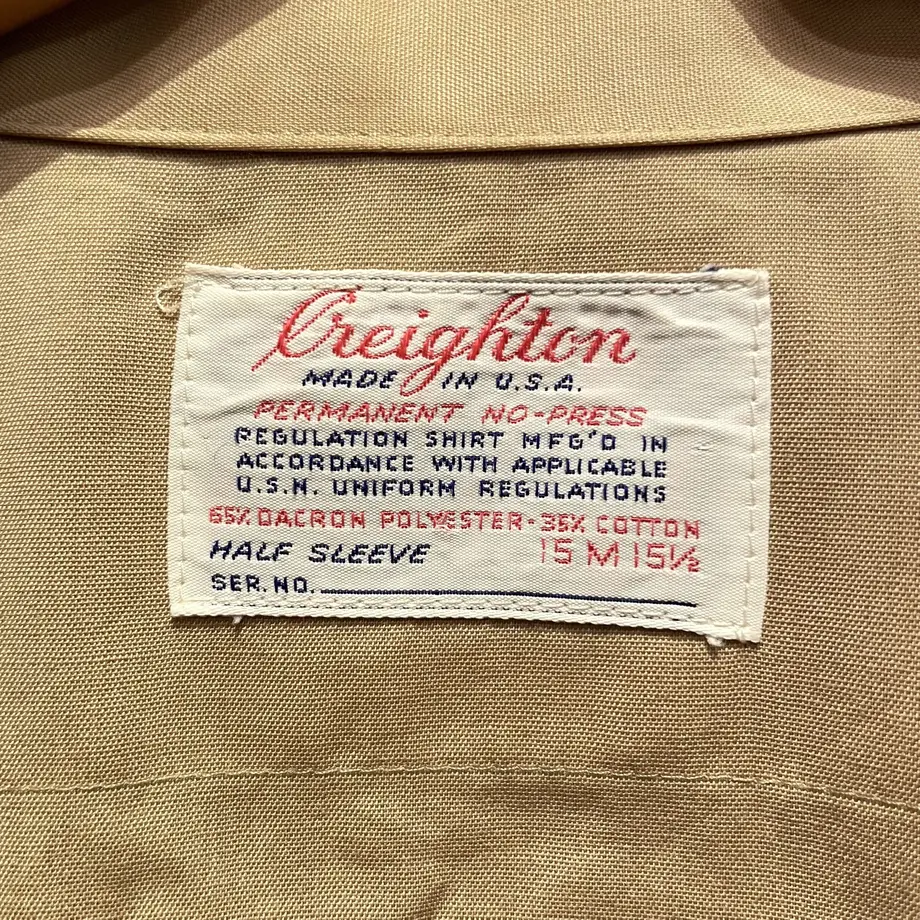 Creighton
MADE IN U.S.A.
PERMANENT NO-PRESS
REGULATION SHIRT MFG'D IN
ACCORDANCE WITH APPLICABLE
U.S.N. UNIFORM REGULATIONS
65% DACRON POLYESTER-35% COTTON
HALF SLEEVE 15 M 15½
SER. NO.